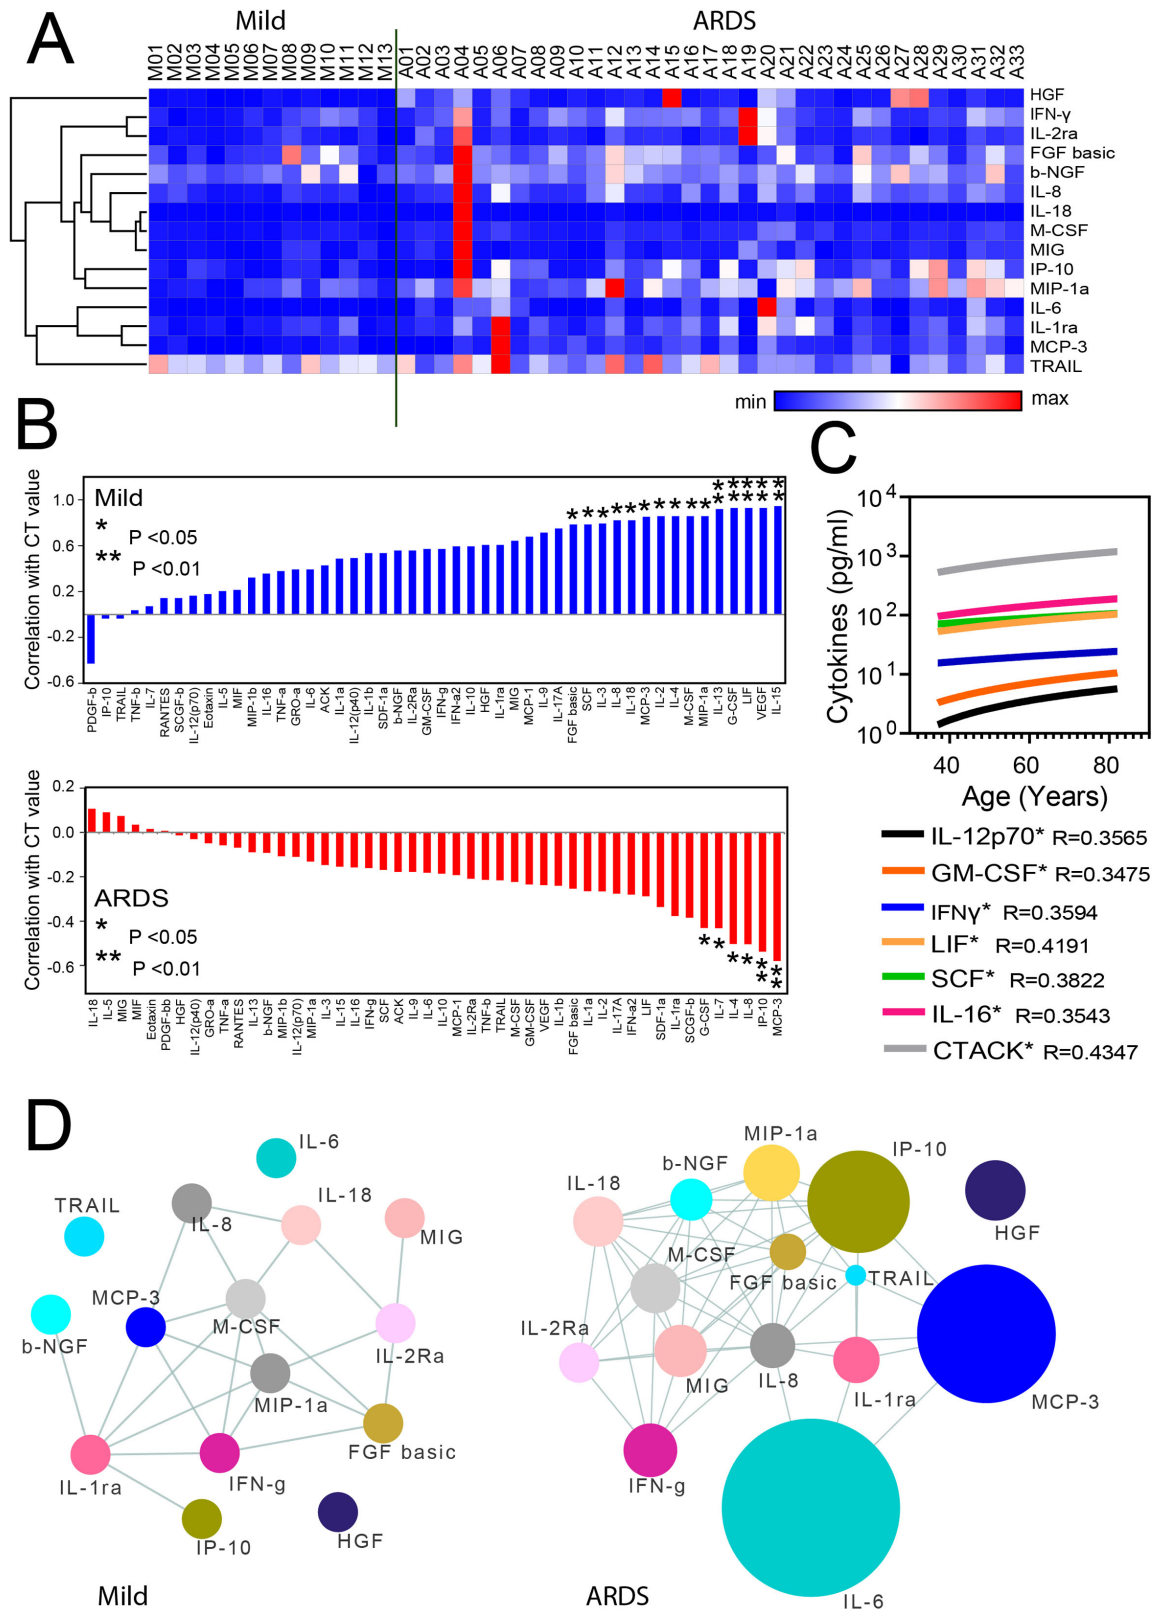 A
Mild
ARDS
M01
M02
M03
M04
M05
M06
M07
M08
M09
M10
M11
M12
M13
A01
A02
A03
A04
A05
A06
A07
A08
A09
A10
A11
A12
A13
A14
A15
A16
A17
A18
A19
A20
A21
A22
A23
A24
A25
A26
A27
A28
A29
A30
A31
A32
A33
HGF
IFN-γ
IL-2ra
FGF basic
b-NGF
IL-8
IL-18
M-CSF
MIG
IP-10
MIP-1a
IL-6
IL-1ra
MCP-3
TRAIL
min
max
B
Correlation with CT value
1.0
0.6
0.2
-0.2
-0.6
Mild
* P <0.05
** P <0.01
* * * * * * * * * * ** ** ** ** **
PDGF-b
IP-10
TRAIL
TNF-b
IL-7
RANTES
SCGF-b
IL-12(p70)
Eotaxin
IL-5
MIF
MIP-1b
IL-16
TNF-a
GRO-a
IL-6
ACK
IL-1a
IL-12(p40)
IL-1b
SDF-1a
b-NGF
IL-2Ra
GM-CSF
IFN-g
IFN-a2
IL-10
HGF
IL-1ra
MIG
MCP-1
IL-9
IL-17A
FGF basic
SCF
IL-3
IL-8
IL-18
MCP-3
IL-2
IL-4
M-CSF
MIP-1a
IL-13
G-CSF
LIF
VEGF
IL-15
Correlation with CT value
0.2
0.0
-0.2
-0.4
-0.6
ARDS
* P <0.05
** P <0.01
* * * * ** **
IL-18
IL-5
MIG
MIF
Eotaxin
PDGF-bb
HGF
IL-12(p40)
GRO-a
TNF-a
RANTES
IL-13
b-NGF
MIP-1b
IL-12(p70)
MIP-1a
IL-3
IL-15
IL-16
IFN-g
SCF
ACK
IL-9
IL-6
IL-10
MCP-1
IL-2Ra
TNF-b
TRAIL
M-CSF
GM-CSF
VEGF
IL-1b
FGF basic
IL-1a
IL-2
IL-17A
IFN-a2
LIF
SDF-1a
IL-1ra
SCGF-b
G-CSF
IL-7
IL-4
IL-8
IP-10
MCP-3
C
Cytokines (pg/ml)
10^4
10^3
10^2
10^1
10^0
40 60 80
Age (Years)
IL-12p70* R=0.3565
GM-CSF* R=0.3475
IFNγ* R=0.3594
LIF* R=0.4191
SCF* R=0.3822
IL-16* R=0.3543
CTACK* R=0.4347
D
IL-6
TRAIL
IL-8
IL-18
MIG
MCP-3
M-CSF
b-NGF
IL-2Ra
MIP-1a
FGF basic
IL-1ra
IFN-g
IP-10
HGF
Mild
MIP-1a
IP-10
b-NGF
IL-18
HGF
M-CSF
FGF basic
TRAIL
IL-2Ra
MIG
IL-8
IL-1ra
MCP-3
IFN-g
IL-6
ARDS